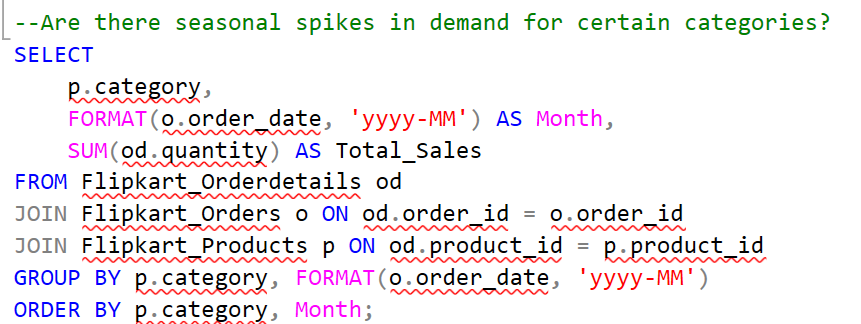 --Are there seasonal spikes in demand for certain categories?
SELECT
    p.category,
    FORMAT(o.order_date, 'yyyy-MM') AS Month,
    SUM(od.quantity) AS Total_Sales
FROM Flipkart_Orderdetails od
JOIN Flipkart_Orders o ON od.order_id = o.order_id
JOIN Flipkart_Products p ON od.product_id = p.product_id
GROUP BY p.category, FORMAT(o.order_date, 'yyyy-MM')
ORDER BY p.category, Month;